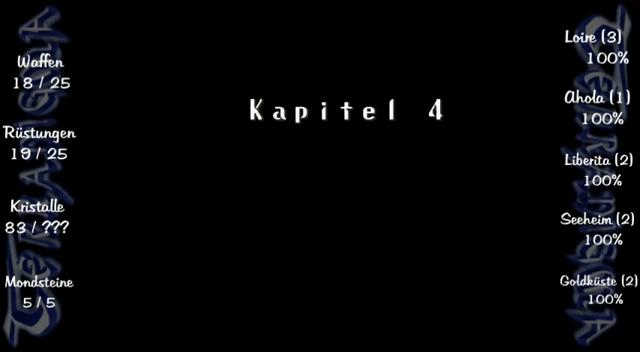 Waffen
18 / 25
Rüstungen
19 / 25
Kristalle
83 / ???
Mondsteine
5 / 5
Kapitel 4
Loire (3)
100%
Ahola (1)
100%
Liberita (2)
100%
Seeheim (2)
100%
Goldküste (2)
100%